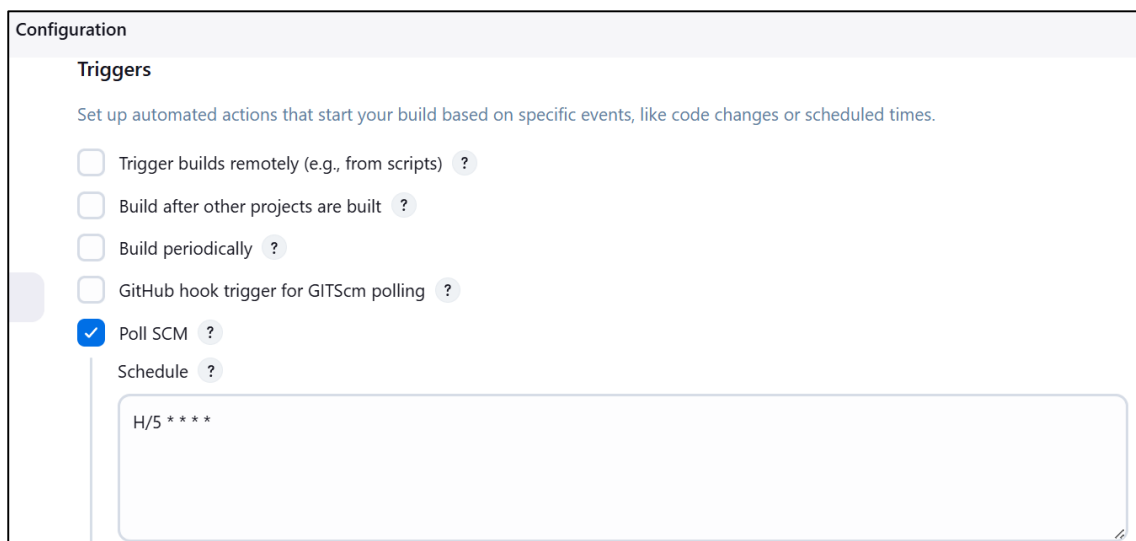 Configuration
Triggers
Set up automated actions that start your build based on specific events, like code changes or scheduled times.
Trigger builds remotely (e.g., from scripts) ?
Build after other projects are built ?
Build periodically ?
GitHub hook trigger for GITScm polling ?
Poll SCM ?
Schedule ?
H/5 * * * *